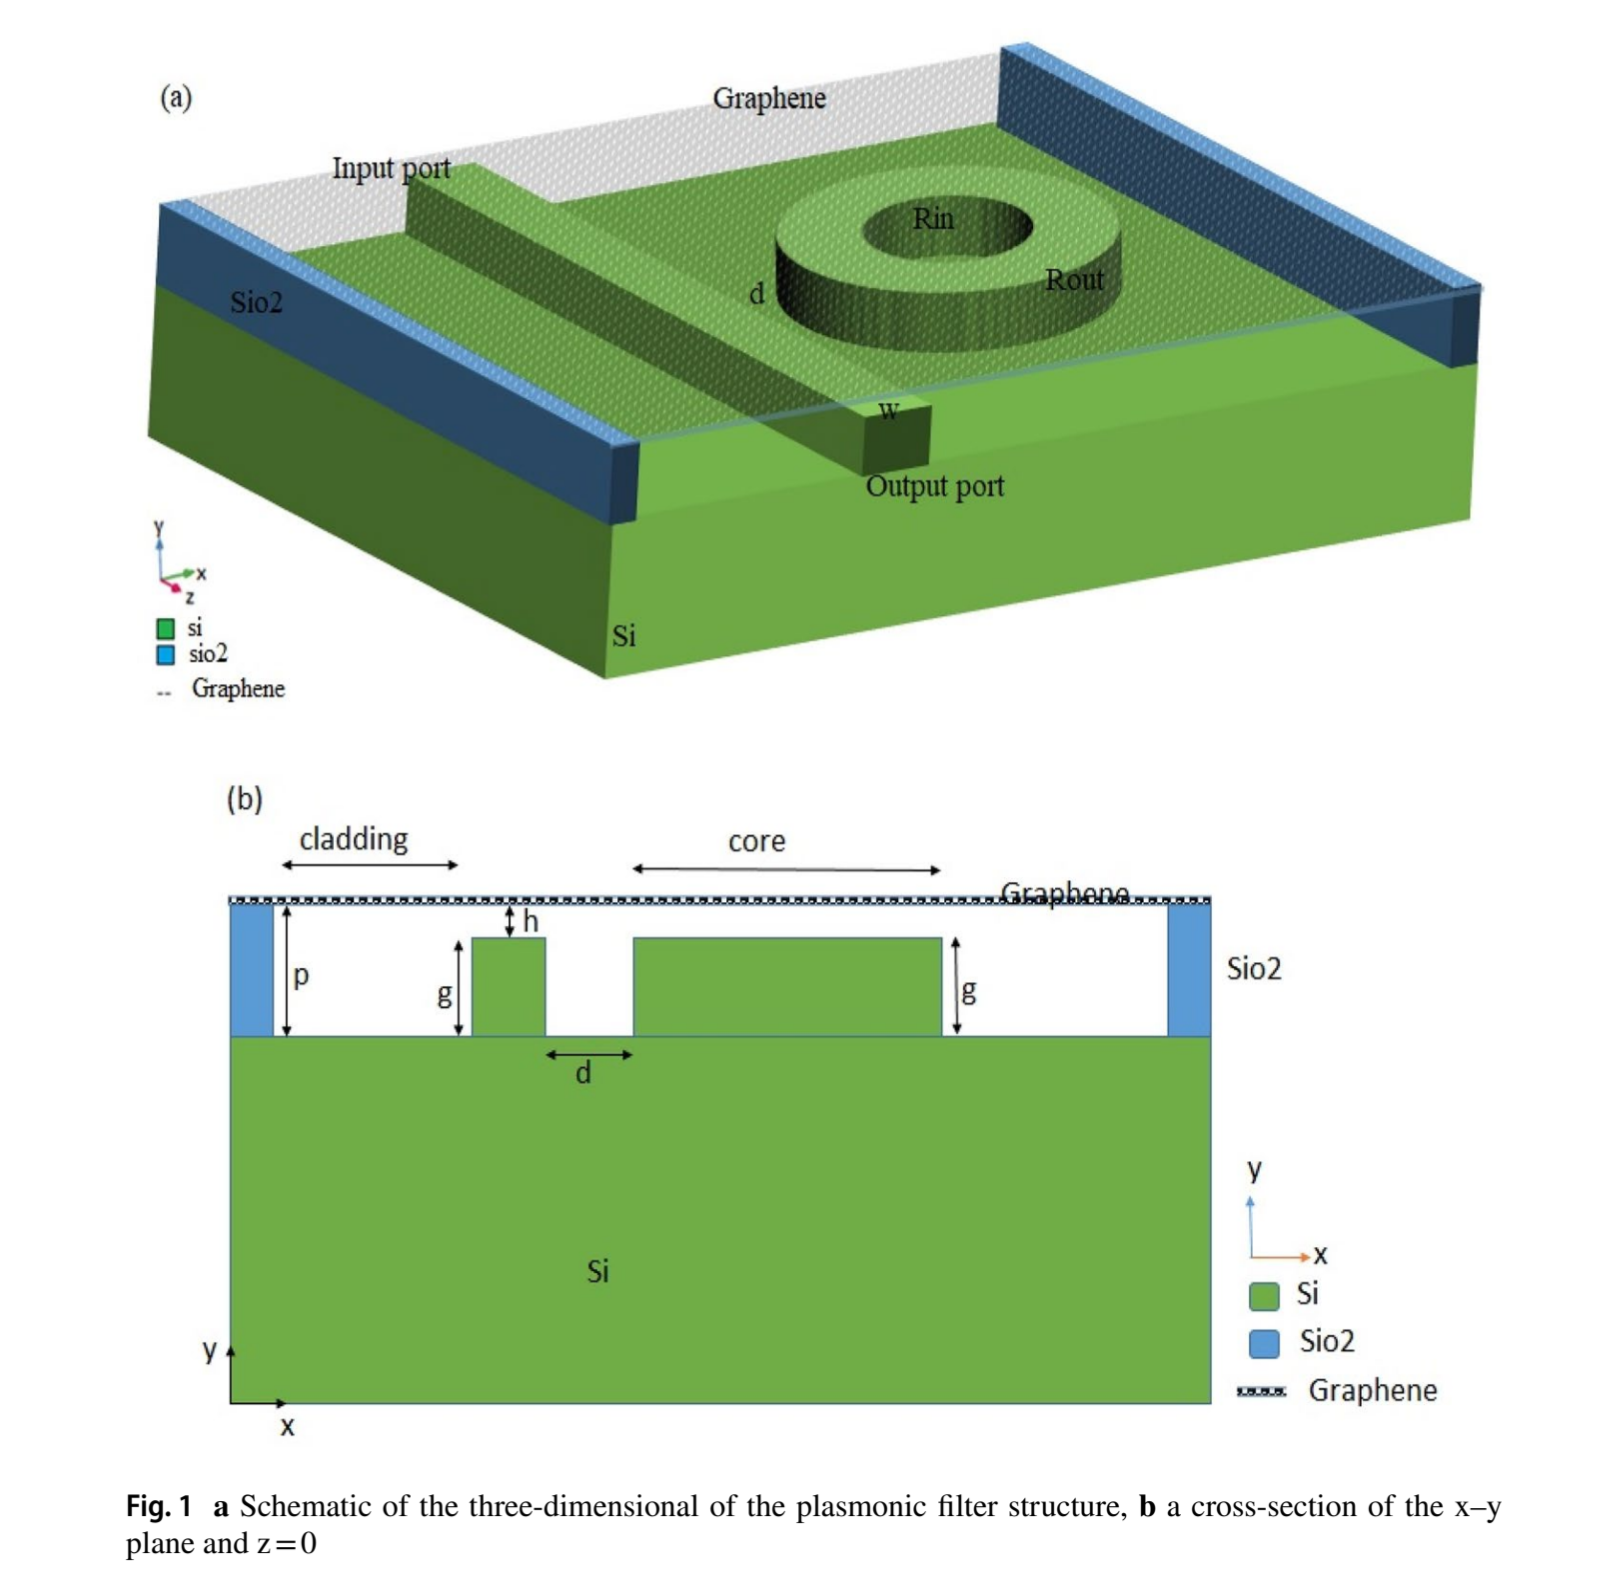 (a)
Graphene
Input port
Rin
Rout
d
Sio2
w
Output port
Si
y
x
z
si
sio2
-- Graphene
(b)
cladding
core
Graphene
h
p
g
g
Sio2
d
Si
y
x
y
x
Si
Sio2
Graphene
Fig. 1 a Schematic of the three-dimensional of the plasmonic filter structure, b a cross-section of the x–y
plane and z = 0